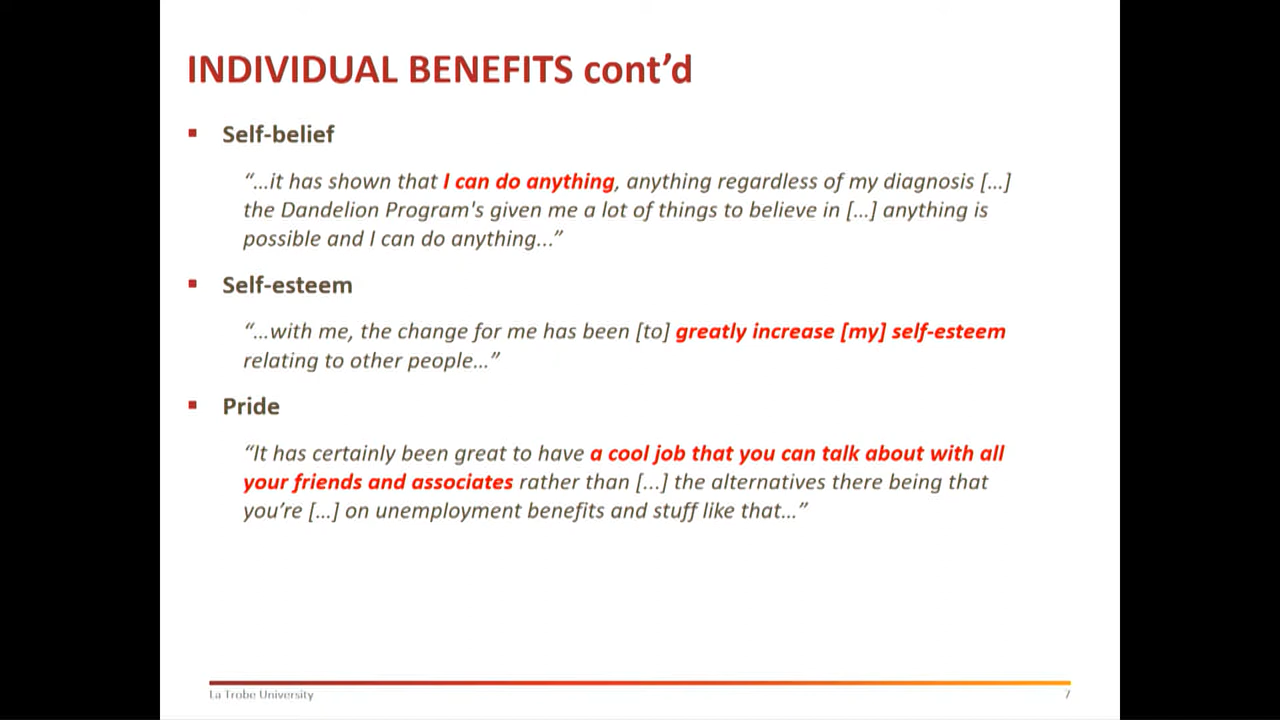 INDIVIDUAL BENEFITS cont’d
▪ Self-belief
“…it has shown that I can do anything, anything regardless of my diagnosis […]
the Dandelion Program's given me a lot of things to believe in […] anything is
possible and I can do anything…”
▪ Self-esteem
“…with me, the change for me has been [to] greatly increase [my] self-esteem
relating to other people…”
▪ Pride
“It has certainly been great to have a cool job that you can talk about with all
your friends and associates rather than […] the alternatives there being that
you’re […] on unemployment benefits and stuff like that…”
La Trobe University
7